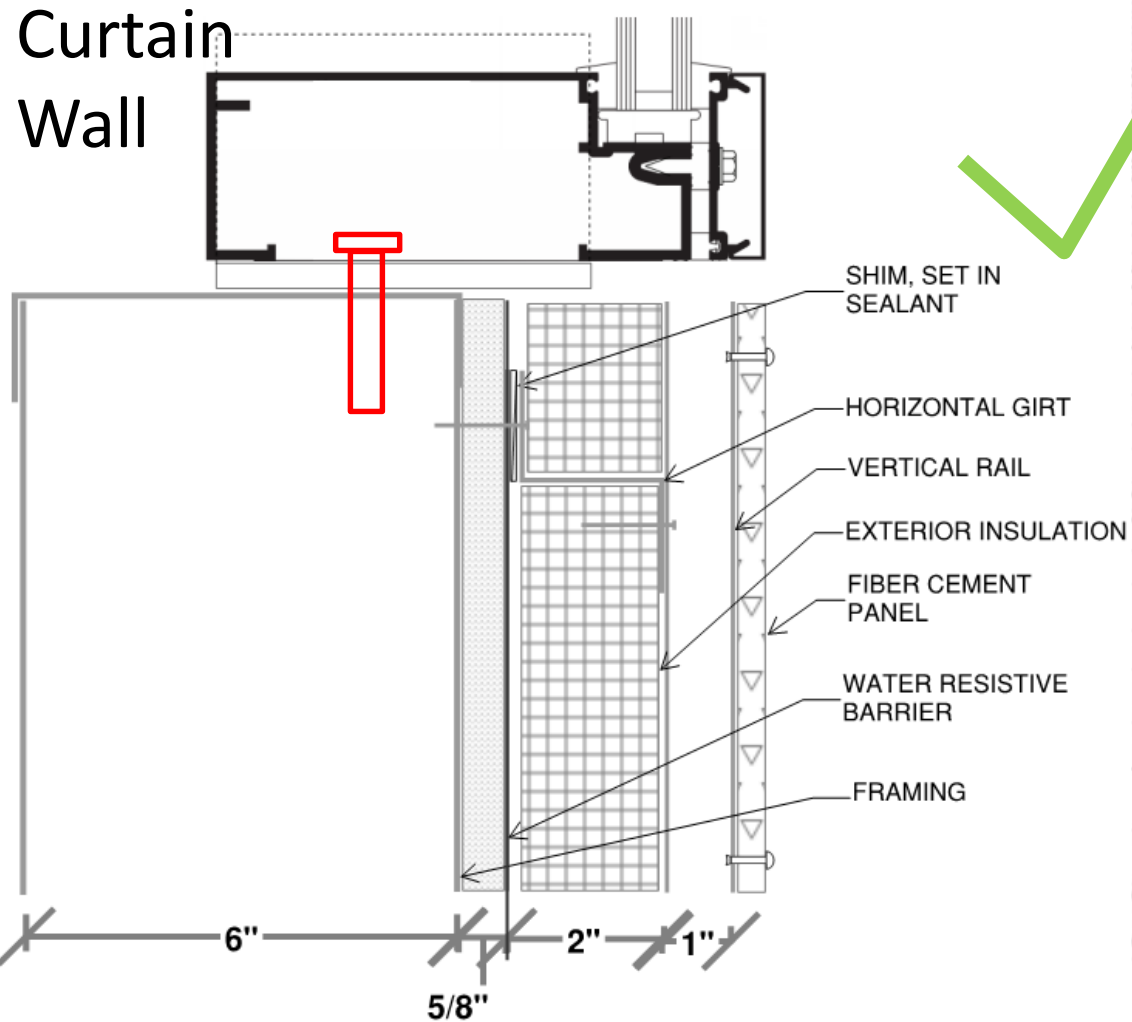 Curtain
Wall
SHIM, SET IN
SEALANT
HORIZONTAL GIRT
VERTICAL RAIL
EXTERIOR INSULATION
FIBER CEMENT
PANEL
WATER RESISTIVE
BARRIER
FRAMING
6"
2"
1"
5/8"